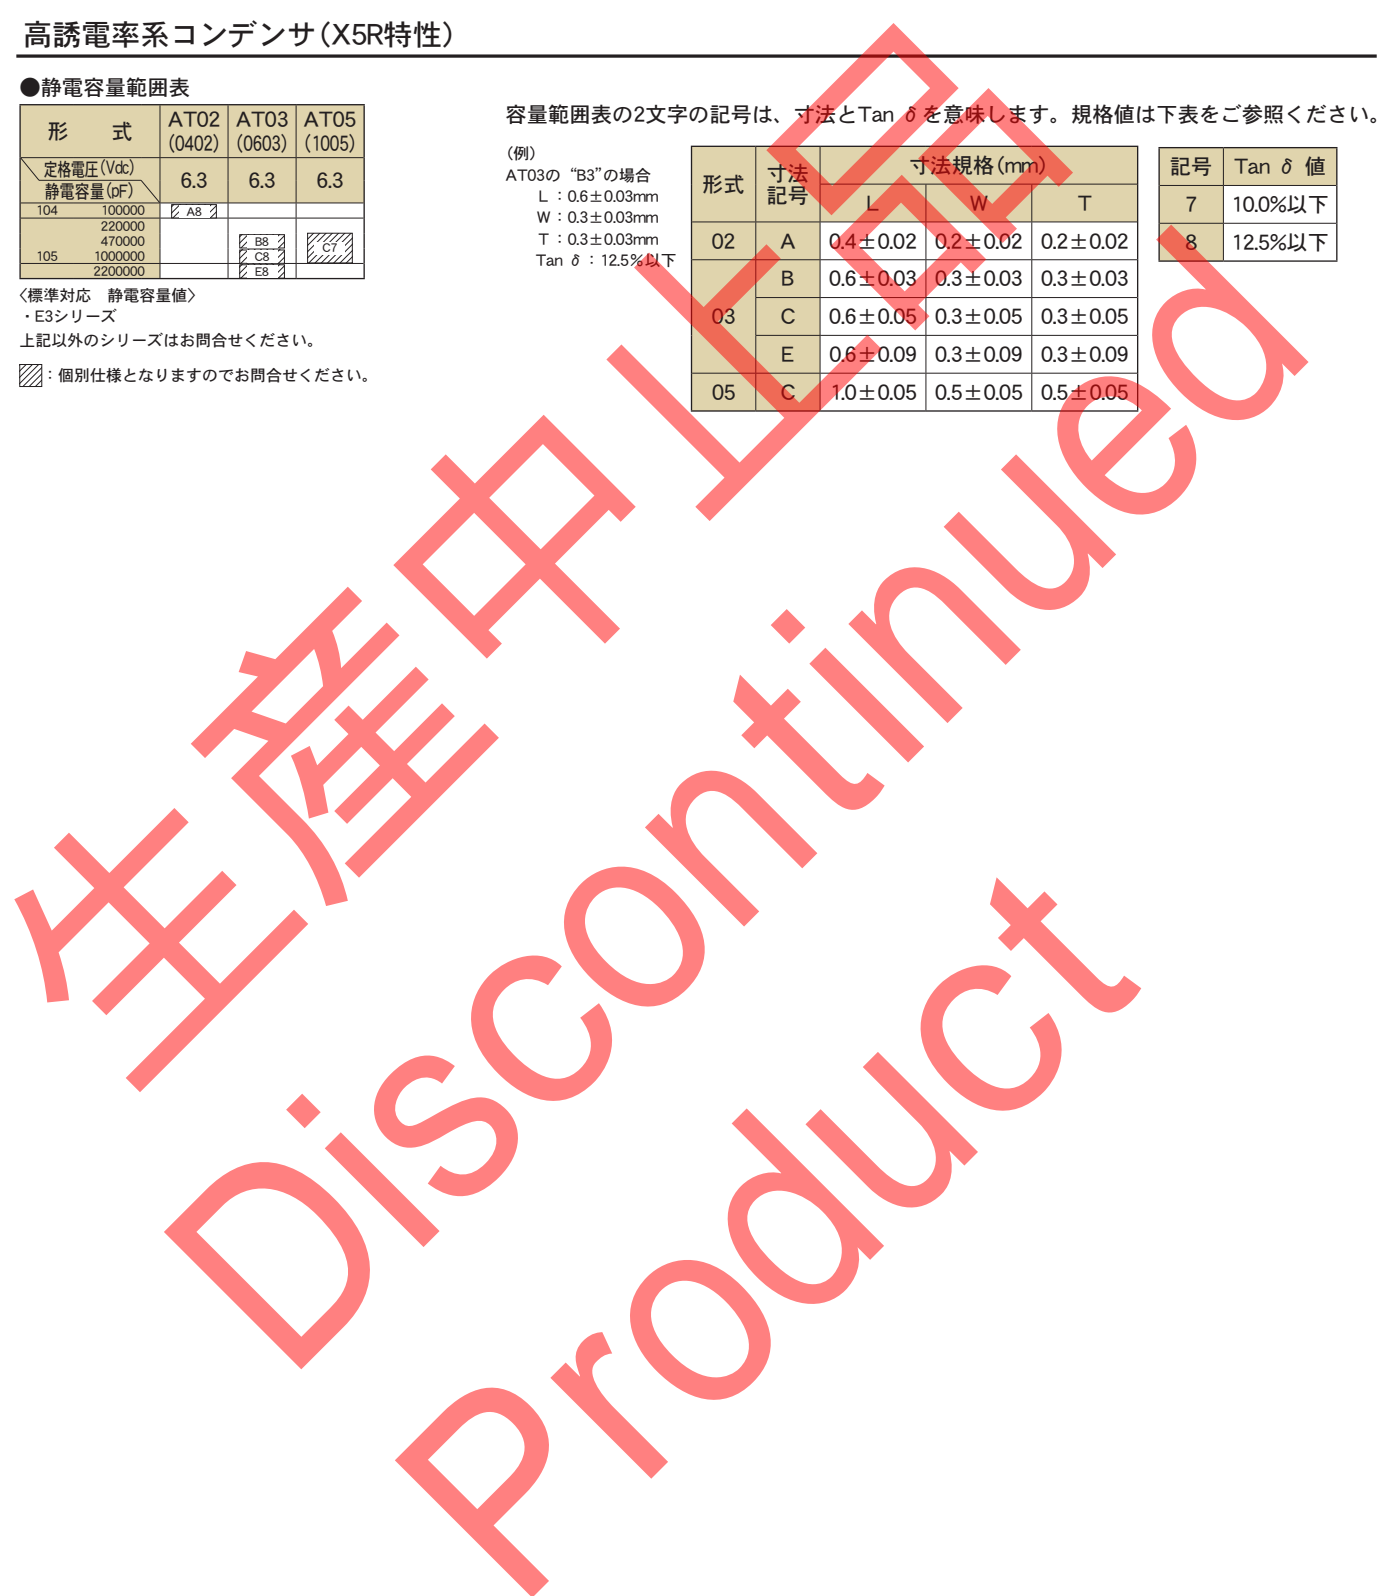 高誘電率系コンデンサ(X5R特性)
●静電容量範囲表
形 式 AT02 (0402) AT03 (0603) AT05 (1005)
定格電圧(Vdc) 静電容量(pF) 6.3 6.3 6.3
104 100000 A8
220000
470000 B8 C7
105 1000000 C8
2200000 E8
〈標準対応 静電容量値〉
・E3シリーズ
上記以外のシリーズはお問合せください。
：個別仕様となりますのでお問合せください。
容量範囲表の2文字の記号は、寸法とTan δを意味します。規格値は下表をご参照ください。
(例)
AT03の “B3”の場合
L ：0.6±0.03mm
W：0.3±0.03mm
T ：0.3±0.03mm
Tan δ：12.5%以下
形式 寸法記号 寸法規格(mm)
L W T
02 A 0.4±0.02 0.2±0.02 0.2±0.02
B 0.6±0.03 0.3±0.03 0.3±0.03
03 C 0.6±0.05 0.3±0.05 0.3±0.05
E 0.6±0.09 0.3±0.09 0.3±0.09
05 C 1.0±0.05 0.5±0.05 0.5±0.05
記号 Tan δ 値
7 10.0%以下
8 12.5%以下
生産中止品
Discontinued
Product